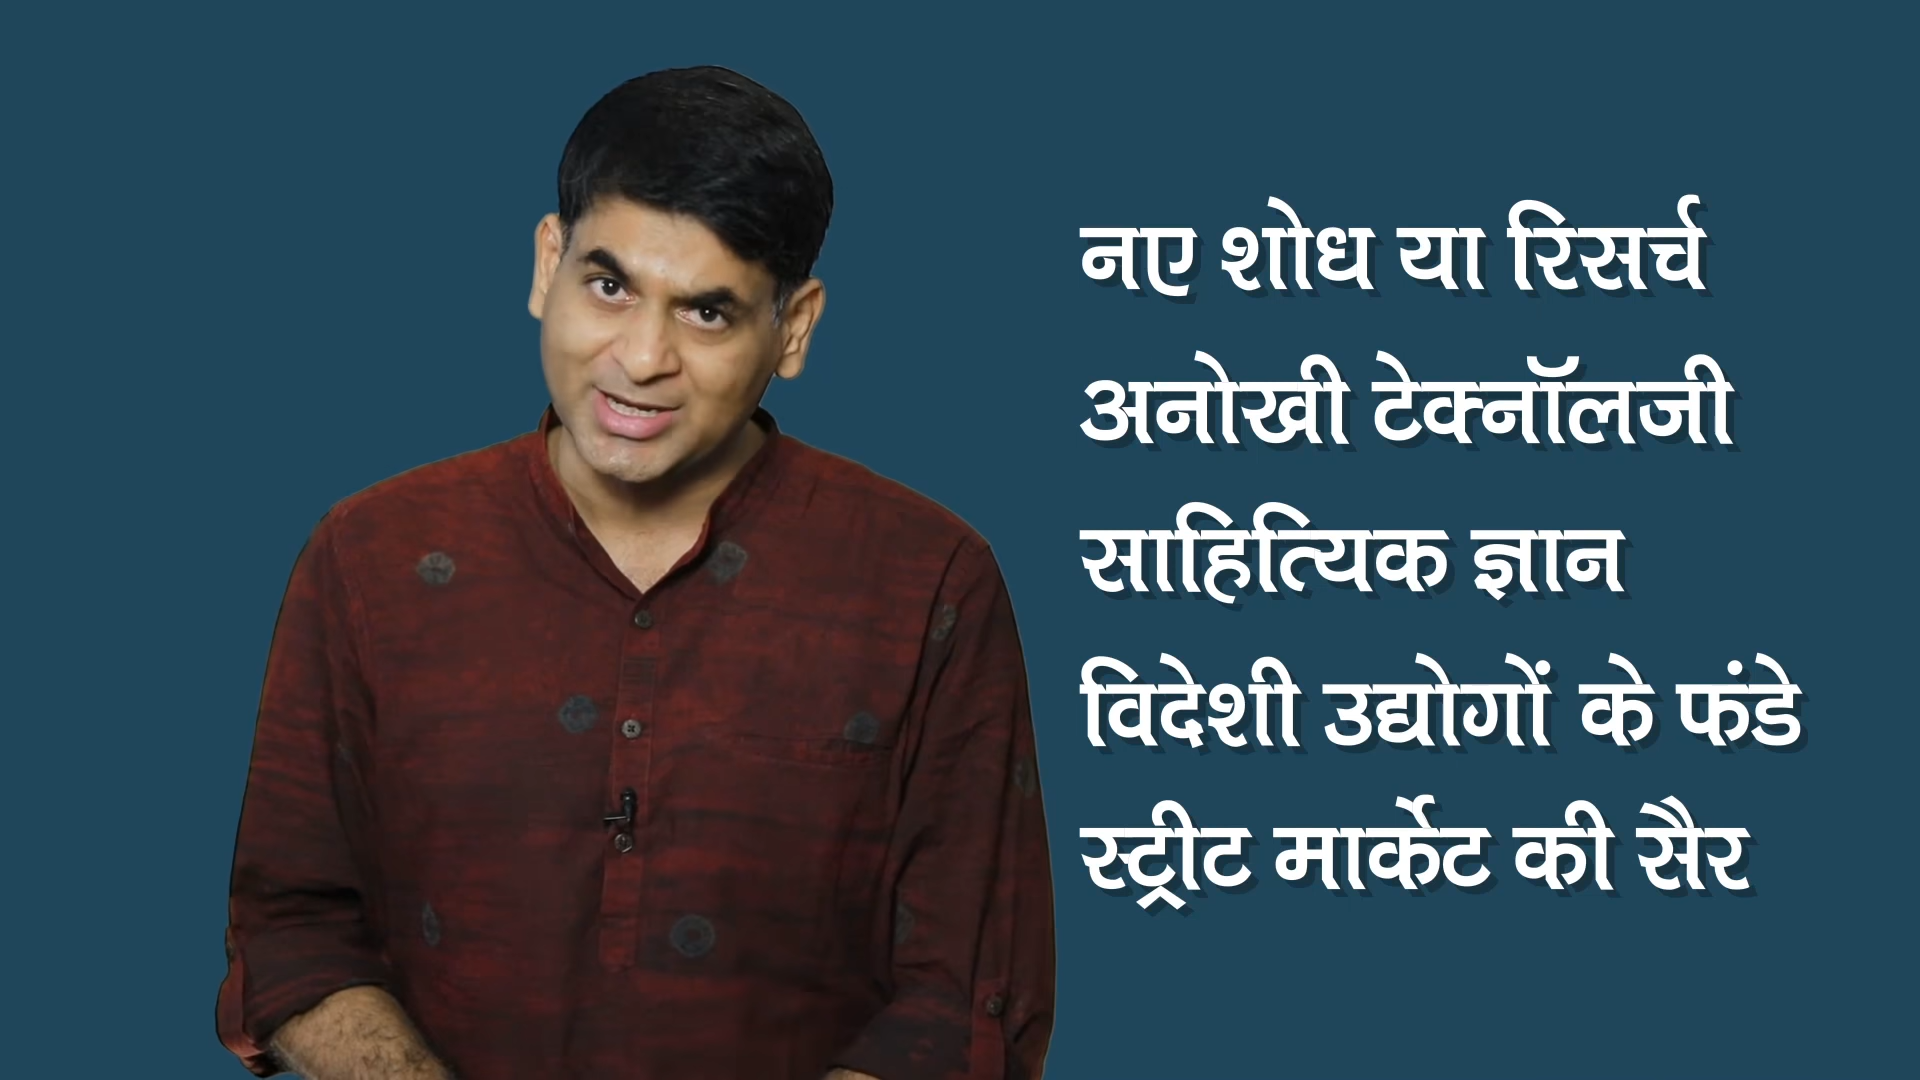 नए शोध या रिसर्च
अनोखी टेक्नॉलजी
साहित्यिक ज्ञान
विदेशी उद्योगों के फंडे
स्ट्रीट मार्केट की सैर